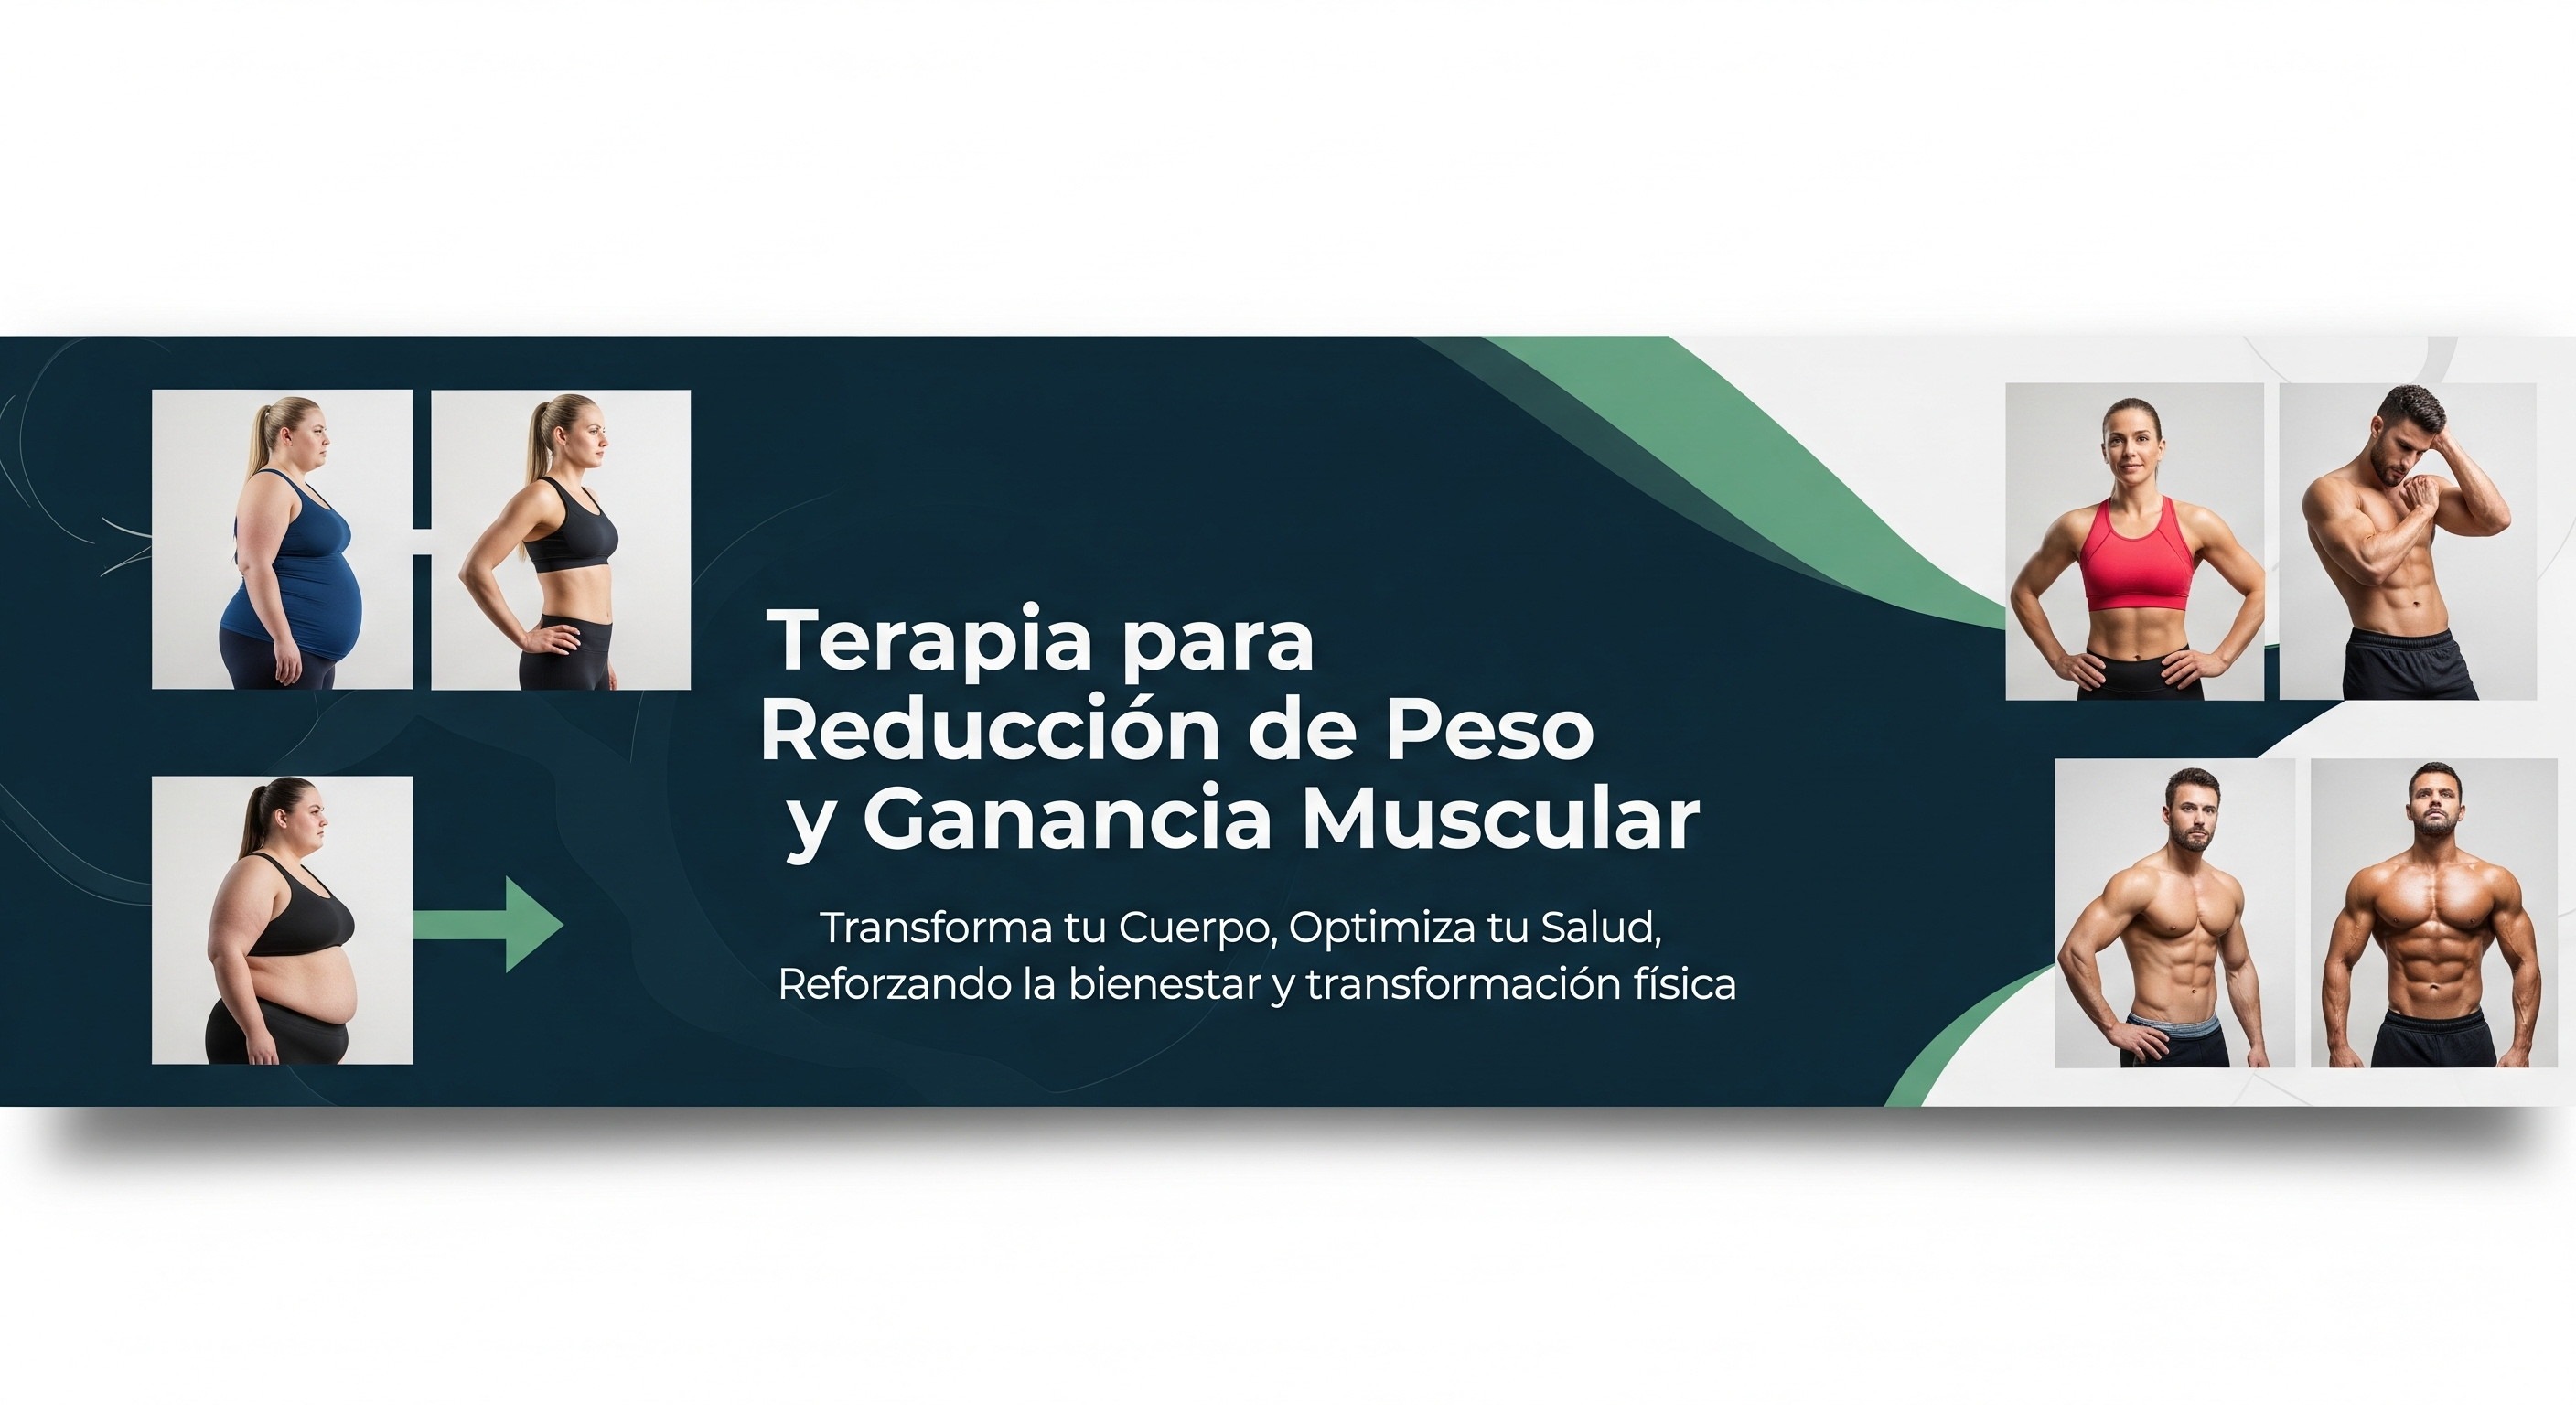 Terapia para
Reducción de Peso
y Ganancia Muscular
Transforma tu Cuerpo, Optimiza tu Salud,
Reforzando la bienestar y transformación física